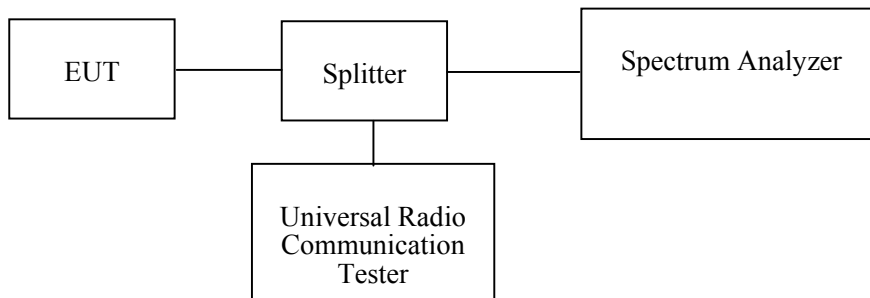 EUT
Splitter
Spectrum Analyzer
Universal Radio
Communication
Tester